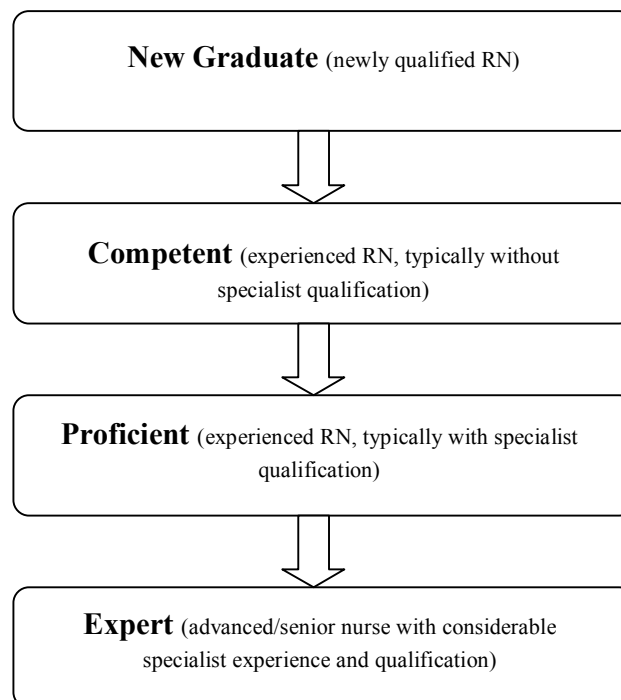 New Graduate (newly qualified RN)
Competent (experienced RN, typically without
specialist qualification)
Proficient (experienced RN, typically with specialist
qualification)
Expert (advanced/senior nurse with considerable
specialist experience and qualification)